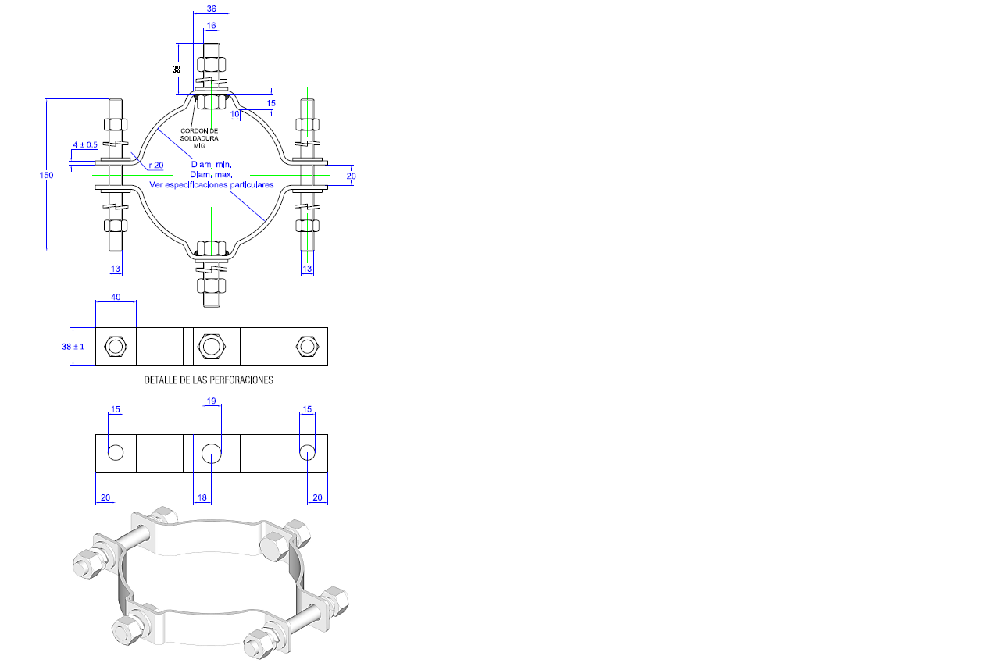 36
16
38
15
10
CORDON DE
SOLDADURA
MIG
4 ± 0.5
r 20
150
Diam. min.
Diam. max.
Ver especificaciones particulares
20
13
13
40
38 ± 1
DETALLE DE LAS PERFORACIONES
15
19
15
20
18
20